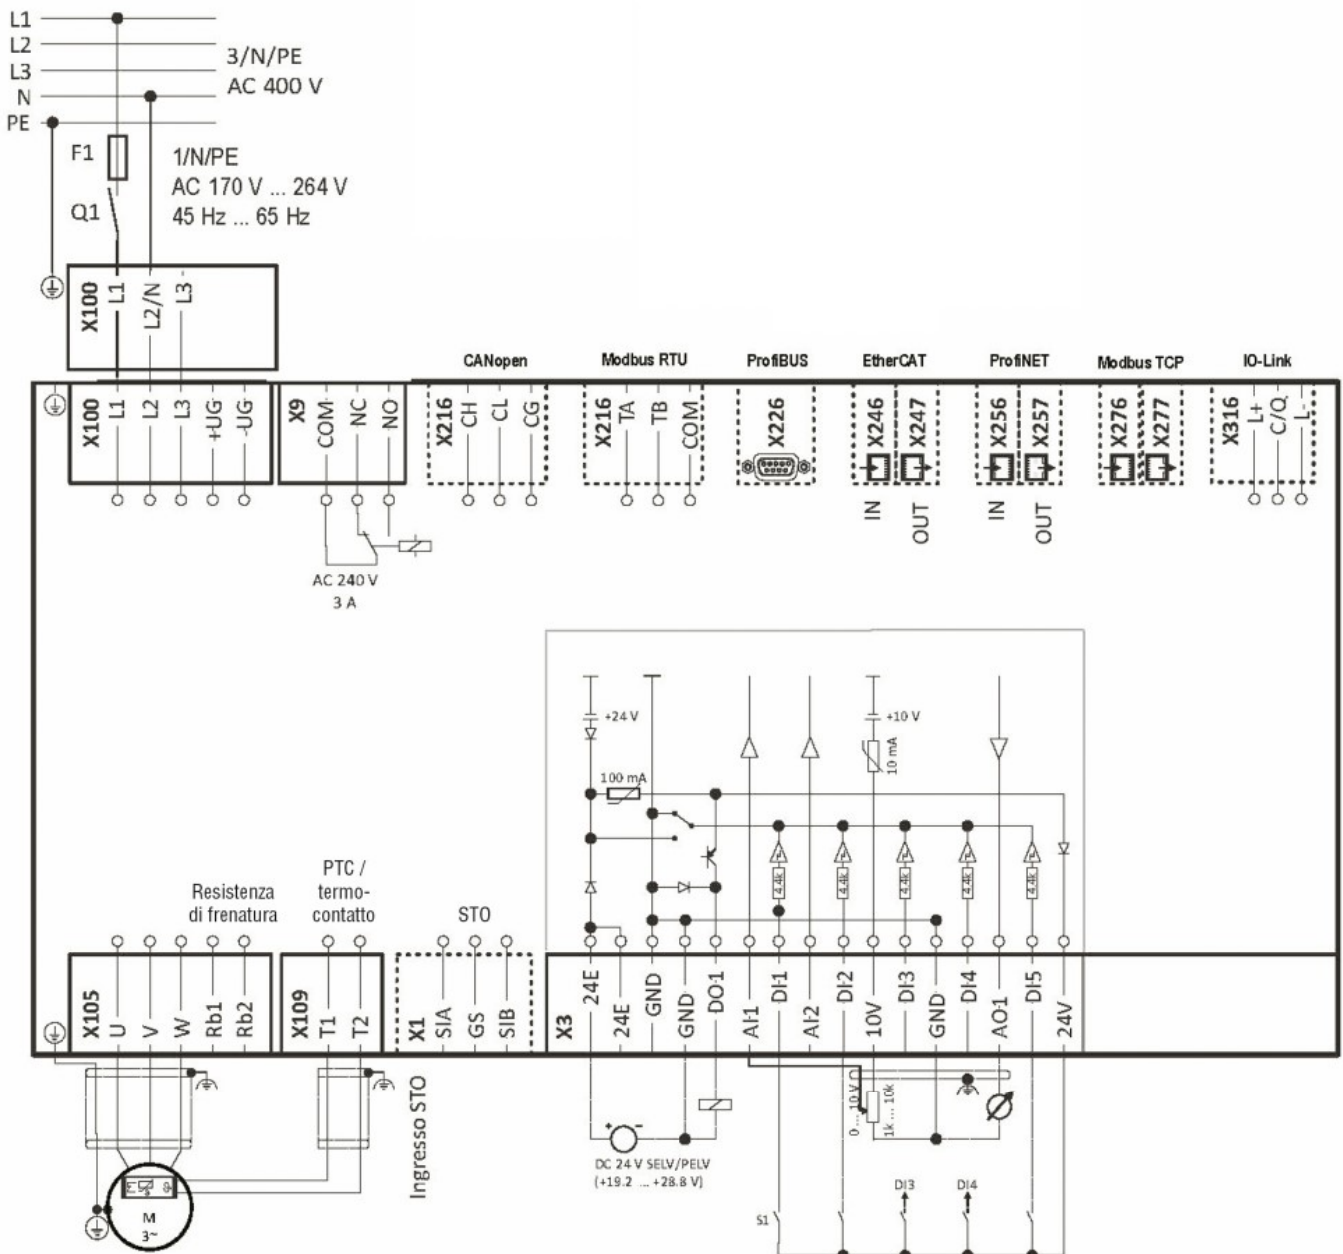 L1
L2
L3
N
PE
3/N/PE
AC 400 V
F1
Q1
1/N/PE
AC 170 V ... 264 V
45 Hz ... 65 Hz
X100
L1
L2/N
L3
CANopen
Modbus RTU
ProfiBUS
EtherCAT
ProfiNET
Modbus TCP
IO-Link
X100
L1
L2
L3
+UG
-UG
X9
COM
NC
NO
X216
CH
CL
CG
X216
TA
TB
COM
X226
X246
X247
X256
X257
X276
X277
X316
L+
C/Q
L-
IN
OUT
IN
OUT
AC 240 V
3 A
+24 V
+10 V
10 mA
100 mA
4.4k
4.4k
4.4k
4.4k
4.4k
Resistenza
di frenatura
PTC /
termo-
contatto
STO
X105
U
V
W
Rb1
Rb2
X109
T1
T2
X1
SIA
GS
SIB
X3
24E
24E
GND
GND
DO1
AI1
DI1
AI2
DI2
10V
DI3
GND
DI4
AO1
DI5
24V
Ingresso STO
0 ... 10 V
1k ... 10k
+
-
DC 24 V SELV/PELV
(+19.2 ... +28.8 V)
M
3~
S1
DI3
DI4